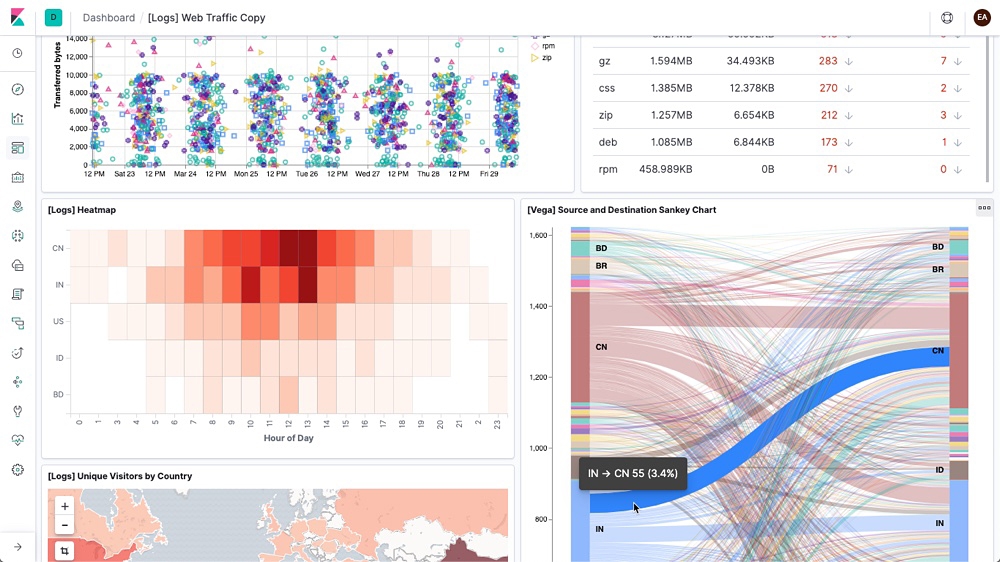 D Dashboard / [Logs] Web Traffic Copy EA
Transferred bytes
14,000
12,000
10,000
8,000
6,000
4,000
2,000
0
12 PM Sat 23 12 PM Mar 24 12 PM Mon 25 12 PM Tue 26 12 PM Wed 27 12 PM Thu 28 12 PM Fri 29
rpm
zip
gz 1.594MB 34.493KB 283 7
css 1.385MB 12.378KB 270 2
zip 1.257MB 6.654KB 212 3
deb 1.085MB 6.844KB 173 1
rpm 458.989KB 0B 71 0
[Logs] Heatmap
CN
IN
US
ID
BD
0 1 2 3 4 5 6 7 8 9 10 11 12 13 14 15 16 17 18 19 20 21 2 23
Hour of Day
[Vega] Source and Destination Sankey Chart
1,600
1,400
1,200
1,000
800
600
BD
BR
CN
IN
BD
BR
CN
ID
IN
IN → CN 55 (3.4%)
[Logs] Unique Visitors by Country
+
−